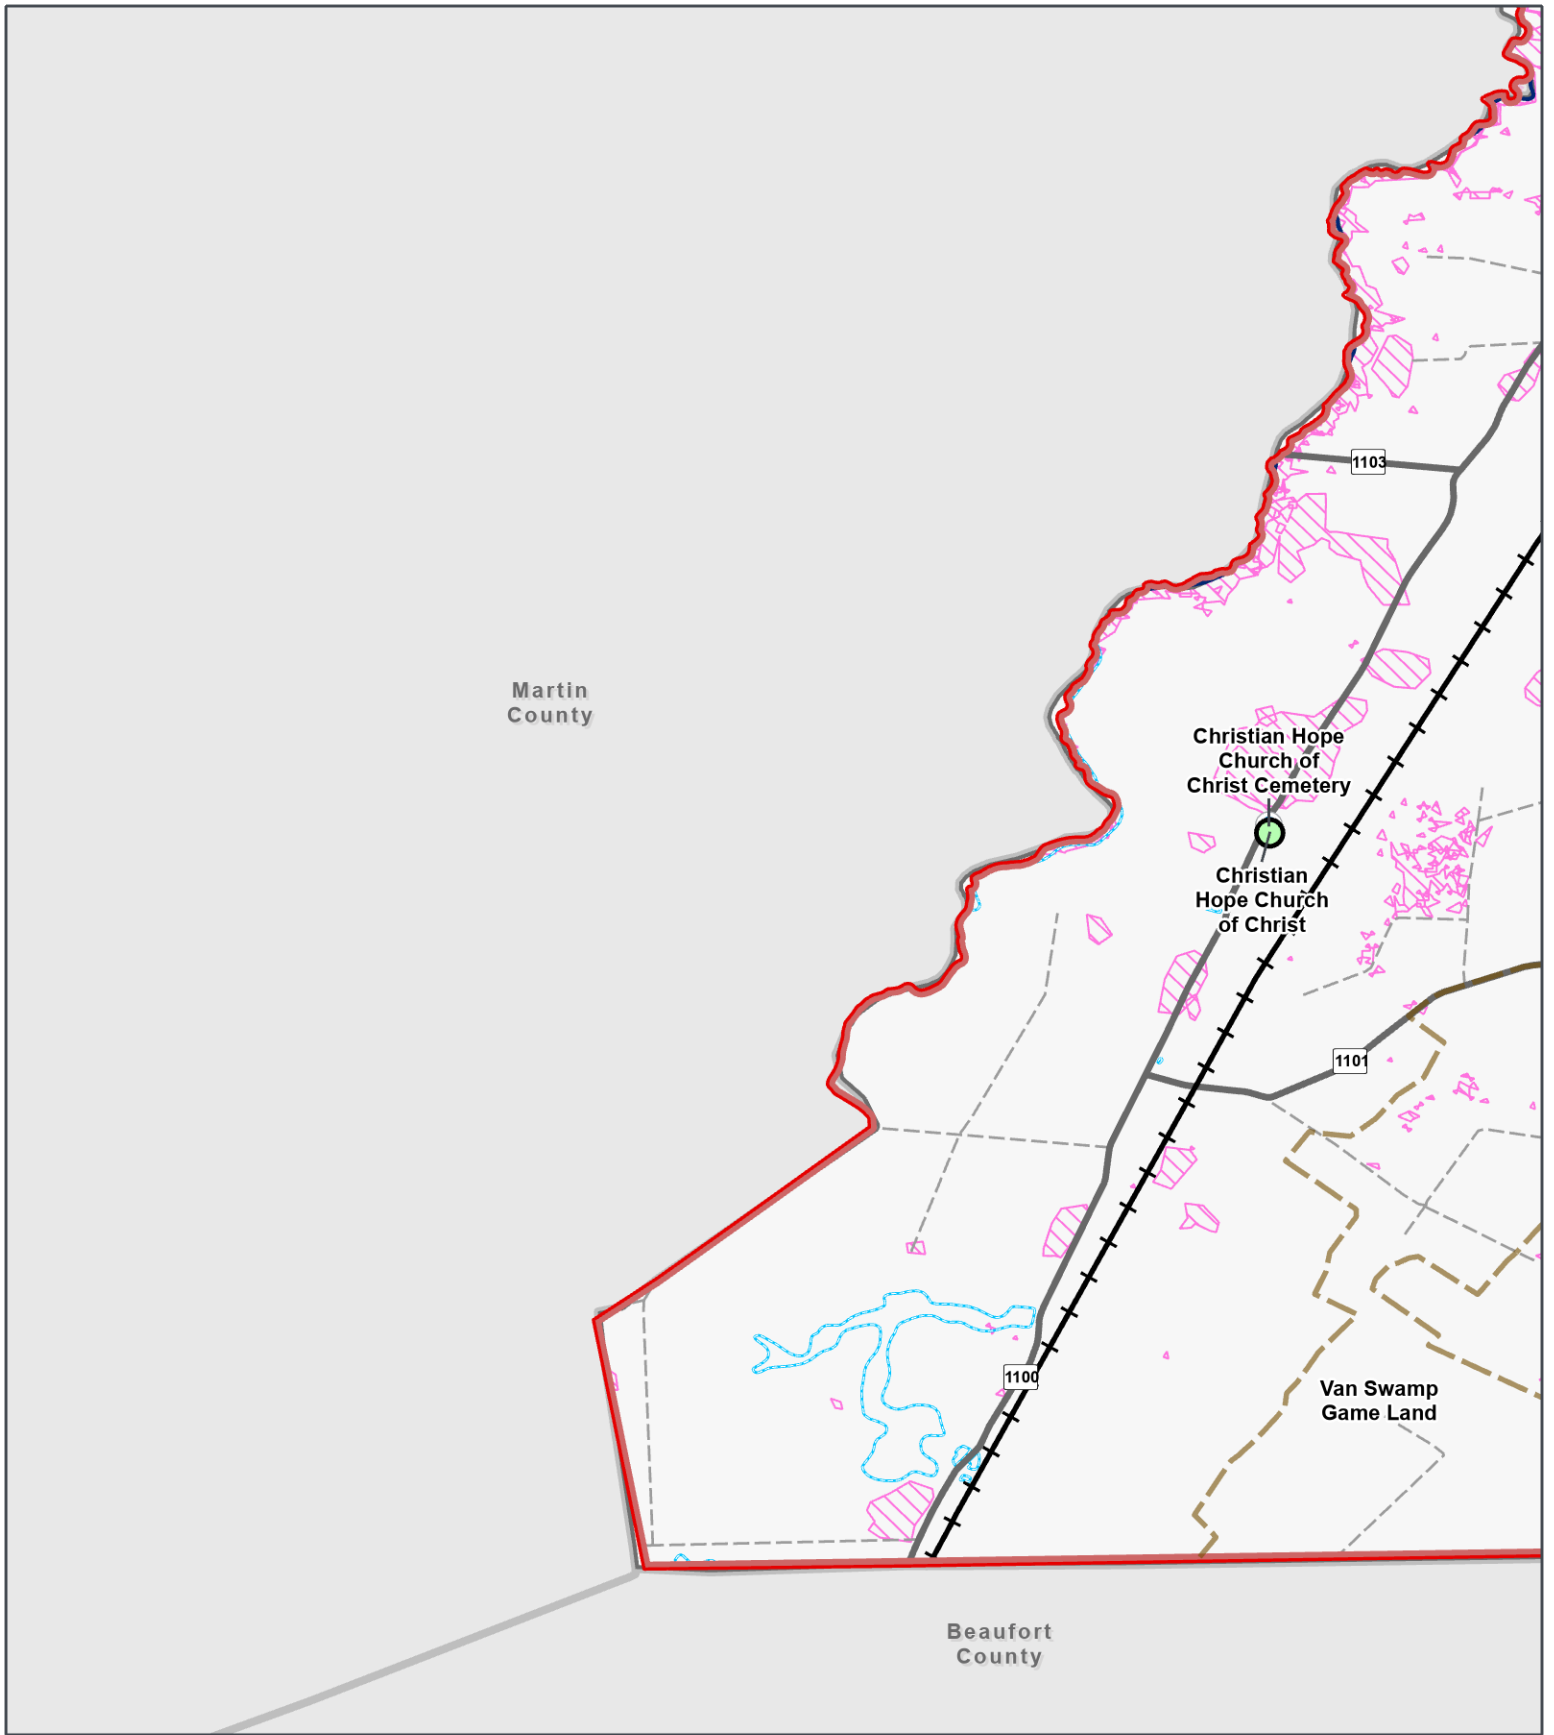 1103
Martin
County
Christian Hope
Church of
Christ Cemetery
Christian
Hope Church
of Christ
1101
1100
Van Swamp
Game Land
Beaufort
County